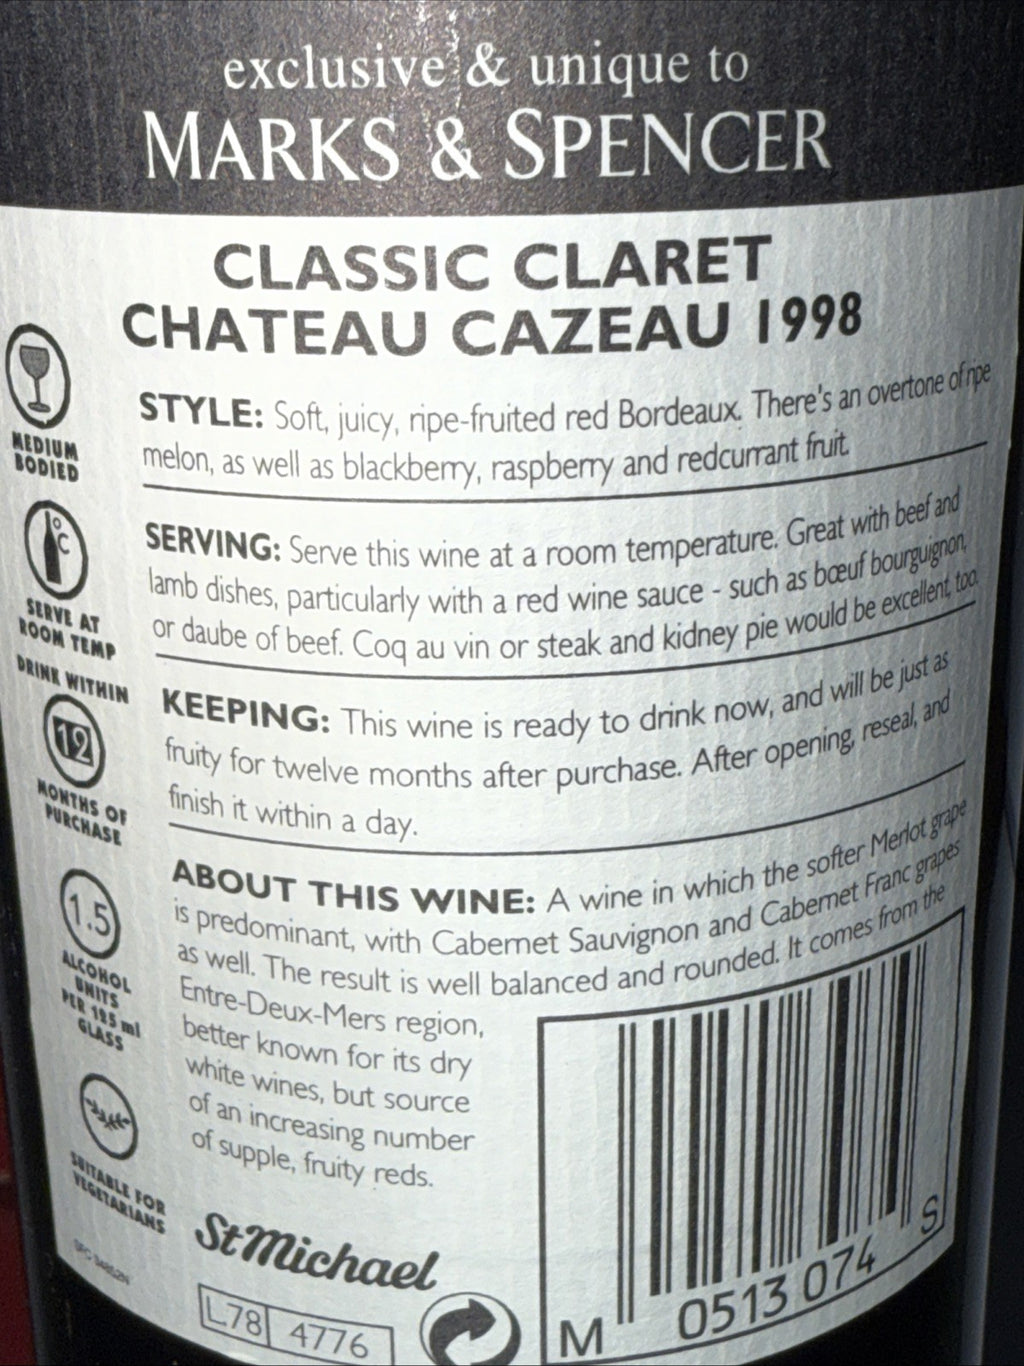 exclusive & unique to
MARKS & SPENCER
CLASSIC CLARET
CHATEAU CAZEAU 1998
MEDIUM
BODIED
STYLE: Soft, juicy, ripe-fruited red Bordeaux. There's an overtone of ripe
melon, as well as blackberry, raspberry and redcurrant fruit.
°C
SERVE AT
ROOM TEMP
SERVING: Serve this wine at a room temperature. Great with beef and
lamb dishes, particularly with a red wine sauce - such as bœuf bourguignon,
or daube of beef. Coq au vin or steak and kidney pie would be excellent, too.
DRINK WITHIN
12
MONTHS OF
PURCHASE
KEEPING: This wine is ready to drink now, and will be just as
fruity for twelve months after purchase. After opening, reseal, and
finish it within a day.
1.5
ALCOHOL
UNITS
PER 125 ml
GLASS
ABOUT THIS WINE: A wine in which the softer Merlot grape
is predominant, with Cabernet Sauvignon and Cabernet Franc grapes
as well. The result is well balanced and rounded. It comes from the
Entre-Deux-Mers region,
better known for its dry
white wines, but source
of an increasing number
of supple, fruity reds.
SUITABLE FOR
VEGETARIANS
St Michael
L78 4776
M 0513 074 S